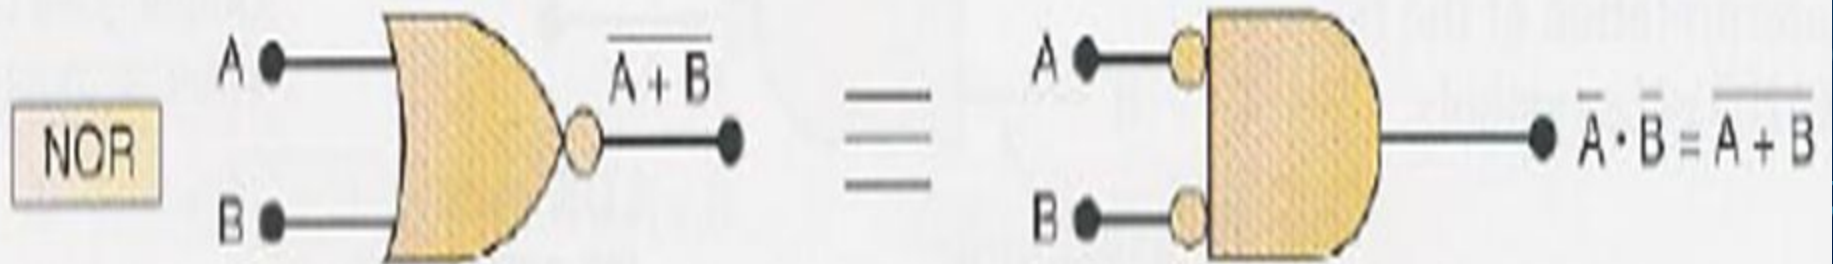 NOR
A
B
A̅ ̅+̅ ̅B̅
A
B
A̅ · B̅ = A̅ ̅+̅ ̅B̅